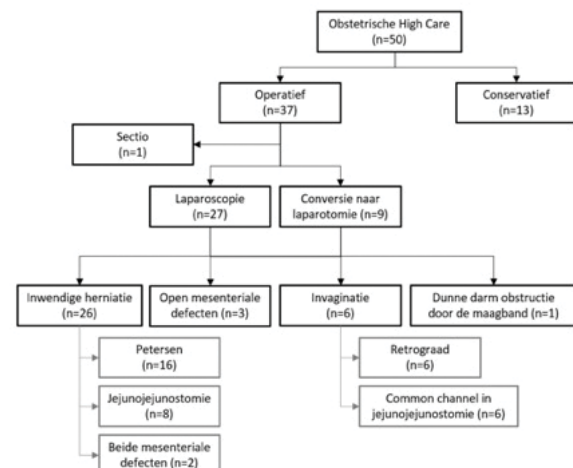 Obstetrische High Care
(n=50)
Operatief
(n=37)
Conservatief
(n=13)
Sectio
(n=1)
Laparoscopie
(n=27)
Conversie naar
laparotomie (n=9)
Inwendige herniatie
(n=26)
Open mesenteriale
defecten (n=3)
Invaginatie
(n=6)
Dunne darm obstructie
door de maagband (n=1)
Petersen
(n=16)
Retrograad
(n=6)
Jejunojejunostomie
(n=8)
Common channel in
jejunojejunostomie (n=6)
Beide mesenteriale
defecten (n=2)